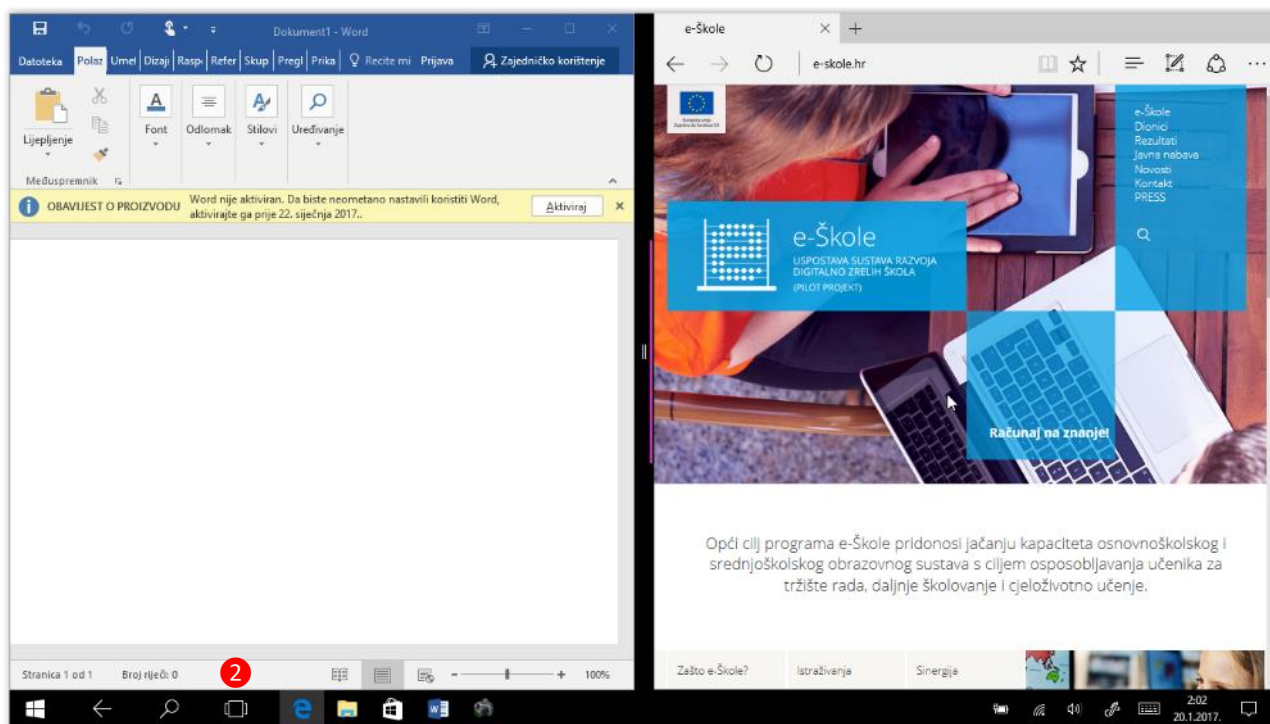 Dokument1 - Word
Datoteka Polaz Umel Dizaji Rasp Refer Skup Pregl Prika Recite mi Prijava Zajedničko korištenje
Lijepljenje
Font Odlomak Stilovi Uređivanje
Međuspremnik
OBAVIJEST O PROIZVODU
Word nije aktiviran. Da biste neometano nastavili koristiti Word,
aktivirajte ga prije 22. siječnja 2017..
Aktiviraj
Stranica 1 od 1 Broj riječi: 0
2
100%
e-Škole
e-skole.hr
e-Škole
Dionici
Rezultati
Javna nabava
Novosti
Kontakt
PRESS
e-Škole
USPOSTAVA SUSTAVA RAZVOJA
DIGITALNO ZRELIH ŠKOLA
(PILOT PROJEKT)
Računaj na znanje!
Opći cilj programa e-Škole pridonosi jačanju kapaciteta osnovnoškolskog i
srednjoškolskog obrazovnog sustava s ciljem osposobljavanja učenika za
tržište rada, daljnje školovanje i cjeloživotno učenje.
Zašto e-Škole? Istraživanja Sinergija
2:02
20.1.2017.